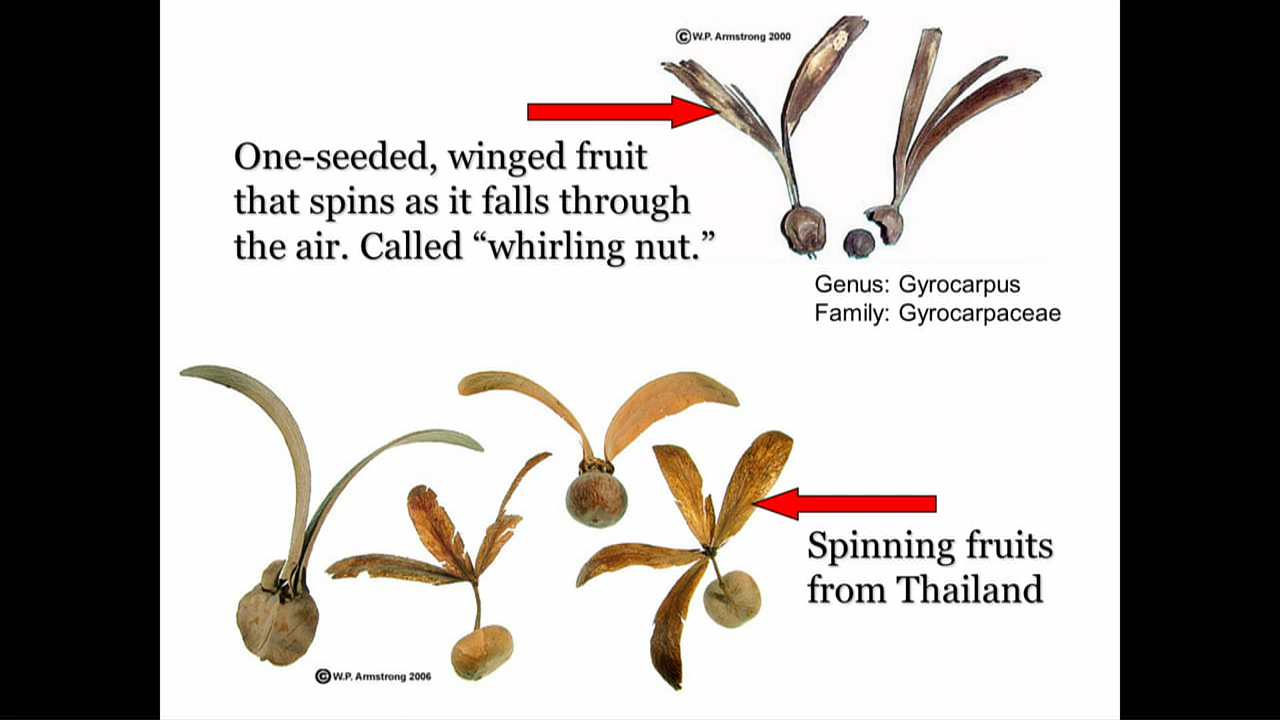 ©W.P. Armstrong 2000
One-seeded, winged fruit
that spins as it falls through
the air. Called “whirling nut.”
Genus: Gyrocarpus
Family: Gyrocarpaceae
Spinning fruits
from Thailand
©W.P. Armstrong 2006